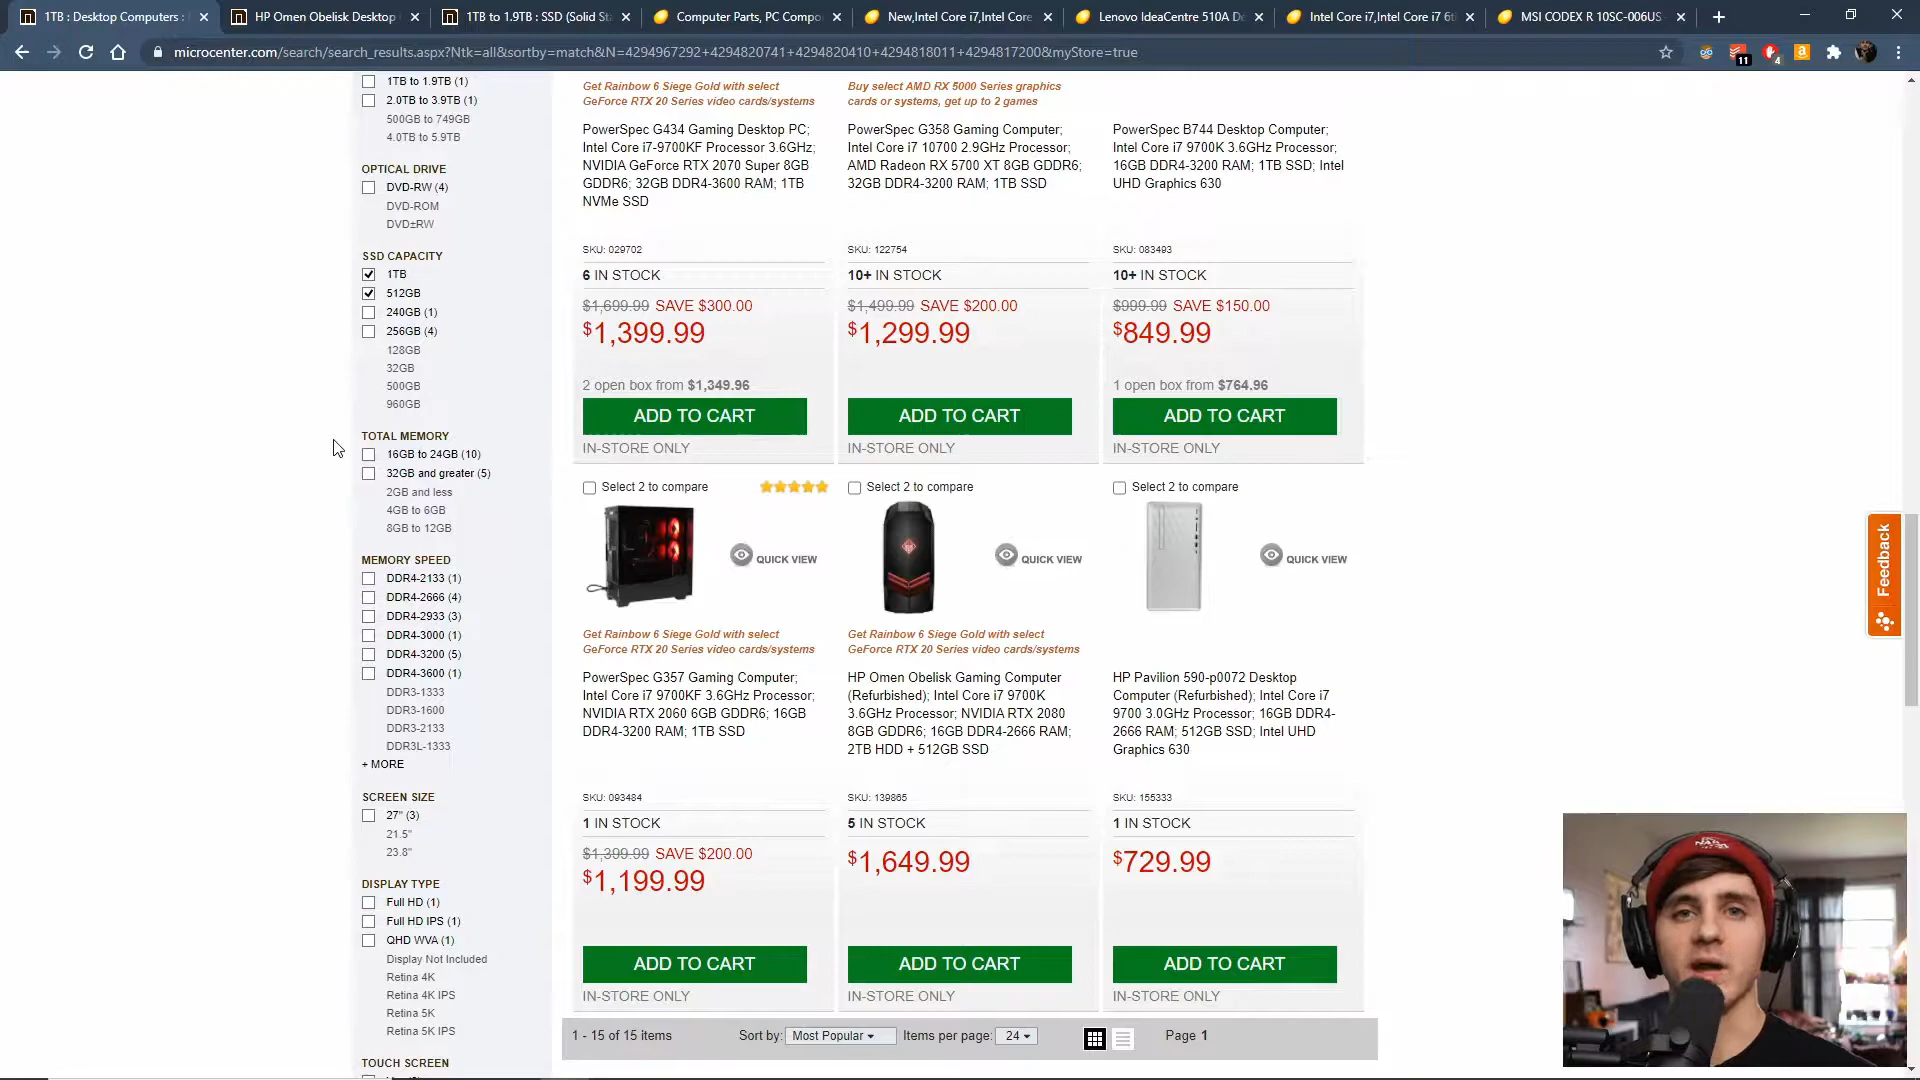 1TB : Desktop Computers :
HP Omen Obelisk Desktop
1TB to 1.9TB : SSD (Solid St
Computer Parts, PC Compo
New,Intel Core i7,Intel Core
Lenovo IdeaCentre 510A De
Intel Core i7,Intel Core i7 6t
MSI CODEX R 10SC-006US
microcenter.com/search/search_results.aspx?Ntk=all&sortby=match&N=4294967292+4294820741+4294820410+4294818011+4294817200&myStore=true
11
4
1TB to 1.9TB (1)
2.0TB to 3.9TB (1)
500GB to 749GB
4.0TB to 5.9TB
OPTICAL DRIVE
DVD-RW (4)
DVD-ROM
DVD±RW
SSD CAPACITY
1TB
512GB
240GB (1)
256GB (4)
128GB
32GB
500GB
960GB
TOTAL MEMORY
16GB to 24GB (10)
32GB and greater (5)
2GB and less
4GB to 6GB
8GB to 12GB
MEMORY SPEED
DDR4-2133 (1)
DDR4-2666 (4)
DDR4-2933 (3)
DDR4-3000 (1)
DDR4-3200 (5)
DDR4-3600 (1)
DDR3-1333
DDR3-1600
DDR3-2133
DDR3L-1333
+ MORE
SCREEN SIZE
27" (3)
21.5"
23.8"
DISPLAY TYPE
Full HD (1)
Full HD IPS (1)
QHD WVA (1)
Display Not Included
Retina 4K
Retina 4K IPS
Retina 5K
Retina 5K IPS
TOUCH SCREEN
Get Rainbow 6 Siege Gold with select
GeForce RTX 20 Series video cards/systems
PowerSpec G434 Gaming Desktop PC;
Intel Core i7-9700KF Processor 3.6GHz;
NVIDIA GeForce RTX 2070 Super 8GB
GDDR6; 32GB DDR4-3600 RAM; 1TB
NVMe SSD
SKU: 029702
6 IN STOCK
$1,699.99 SAVE $300.00
$1,399.99
2 open box from $1,349.96
ADD TO CART
IN-STORE ONLY
Buy select AMD RX 5000 Series graphics
cards or systems, get up to 2 games
PowerSpec G358 Gaming Computer;
Intel Core i7 10700 2.9GHz Processor;
AMD Radeon RX 5700 XT 8GB GDDR6;
32GB DDR4-3200 RAM; 1TB SSD
SKU: 122754
10+ IN STOCK
$1,499.99 SAVE $200.00
$1,299.99
ADD TO CART
IN-STORE ONLY
PowerSpec B744 Desktop Computer;
Intel Core i7 9700K 3.6GHz Processor;
16GB DDR4-3200 RAM; 1TB SSD; Intel
UHD Graphics 630
SKU: 083493
10+ IN STOCK
$999.99 SAVE $150.00
$849.99
1 open box from $764.96
ADD TO CART
IN-STORE ONLY
Select 2 to compare
QUICK VIEW
Get Rainbow 6 Siege Gold with select
GeForce RTX 20 Series video cards/systems
PowerSpec G357 Gaming Computer;
Intel Core i7 9700KF 3.6GHz Processor;
NVIDIA RTX 2060 6GB GDDR6; 16GB
DDR4-3200 RAM; 1TB SSD
SKU: 093484
1 IN STOCK
$1,399.99 SAVE $200.00
$1,199.99
ADD TO CART
IN-STORE ONLY
Select 2 to compare
QUICK VIEW
Get Rainbow 6 Siege Gold with select
GeForce RTX 20 Series video cards/systems
HP Omen Obelisk Gaming Computer
(Refurbished); Intel Core i7 9700K
3.6GHz Processor; NVIDIA RTX 2080
8GB GDDR6; 16GB DDR4-2666 RAM;
2TB HDD + 512GB SSD
SKU: 139865
5 IN STOCK
$1,649.99
ADD TO CART
IN-STORE ONLY
Select 2 to compare
QUICK VIEW
HP Pavilion 590-p0072 Desktop
Computer (Refurbished); Intel Core i7
9700 3.0GHz Processor; 16GB DDR4-
2666 RAM; 512GB SSD; Intel UHD
Graphics 630
SKU: 155333
1 IN STOCK
$729.99
ADD TO CART
IN-STORE ONLY
1 - 15 of 15 items
Sort by: Most Popular
Items per page: 24
Page 1
Feedback